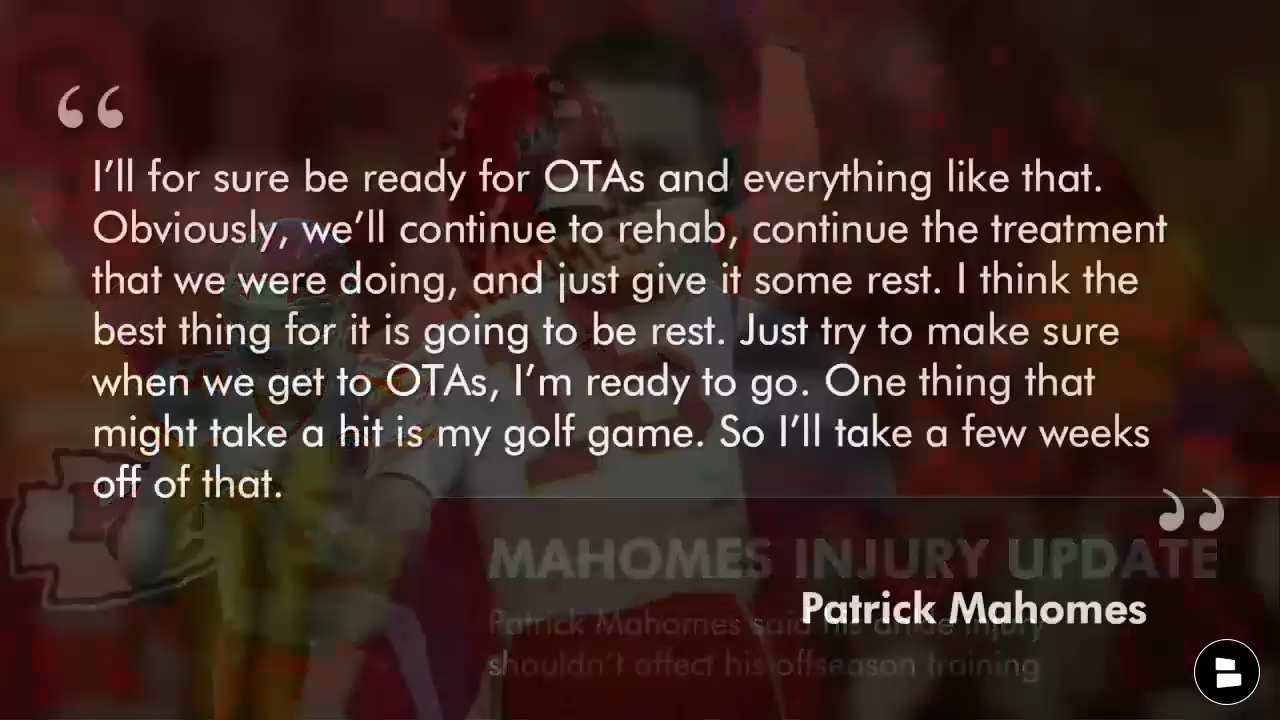 “
I’ll for sure be ready for OTAs and everything like that.
Obviously, we’ll continue to rehab, continue the treatment
that we were doing, and just give it some rest. I think the
best thing for it is going to be rest. Just try to make sure
when we get to OTAs, I’m ready to go. One thing that
might take a hit is my golf game. So I’ll take a few weeks
off of that.
”
MAHOMES INJURY UPDATE
Patrick Mahomes
Patrick Mahomes said his ankle injury
shouldn’t affect his offseason training
15